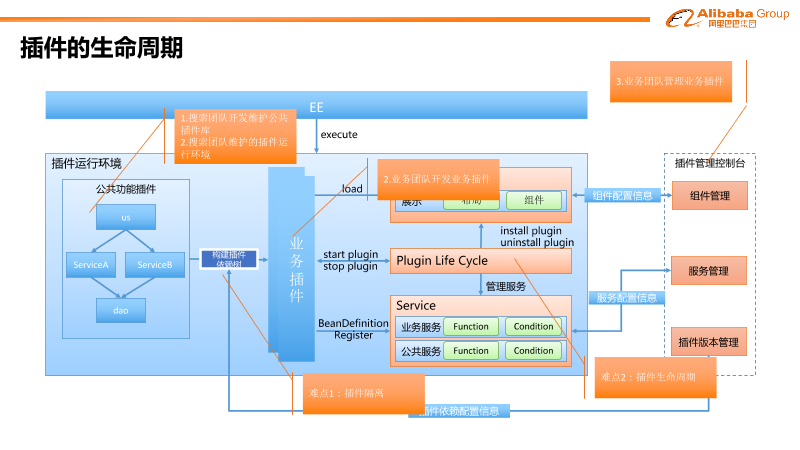 Alibaba Group
阿里巴巴集团
插件的生命周期
3.业务团队管理业务插件
EE
1.搜索团队开发维护公共
插件库
2.搜索团队维护的插件运
行环境
execute
插件运行环境
插件管理控制台
公共功能插件
load
2.业务团队开发业务插件
展示
组件
组件配置信息
组件管理
us
install plugin
uninstall plugin
ServiceA
ServiceB
构建插件
依赖树
业
务
插
件
start plugin
stop plugin
Plugin Life Cycle
服务管理
管理服务
服务配置信息
dao
Service
BeanDefinition
Register
业务服务
Function
Condition
公共服务
Function
Condition
插件版本管理
难点1：插件隔离
难点2：插件生命周期
插件依赖配置信息